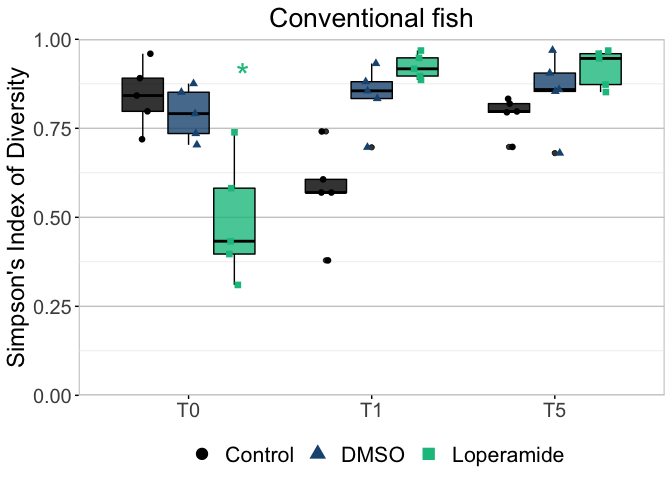 Conventional fish
Simpson's Index of Diversity
1.00
0.75
0.50
0.25
0.00
*
T0 T1 T5
Control DMSO Loperamide